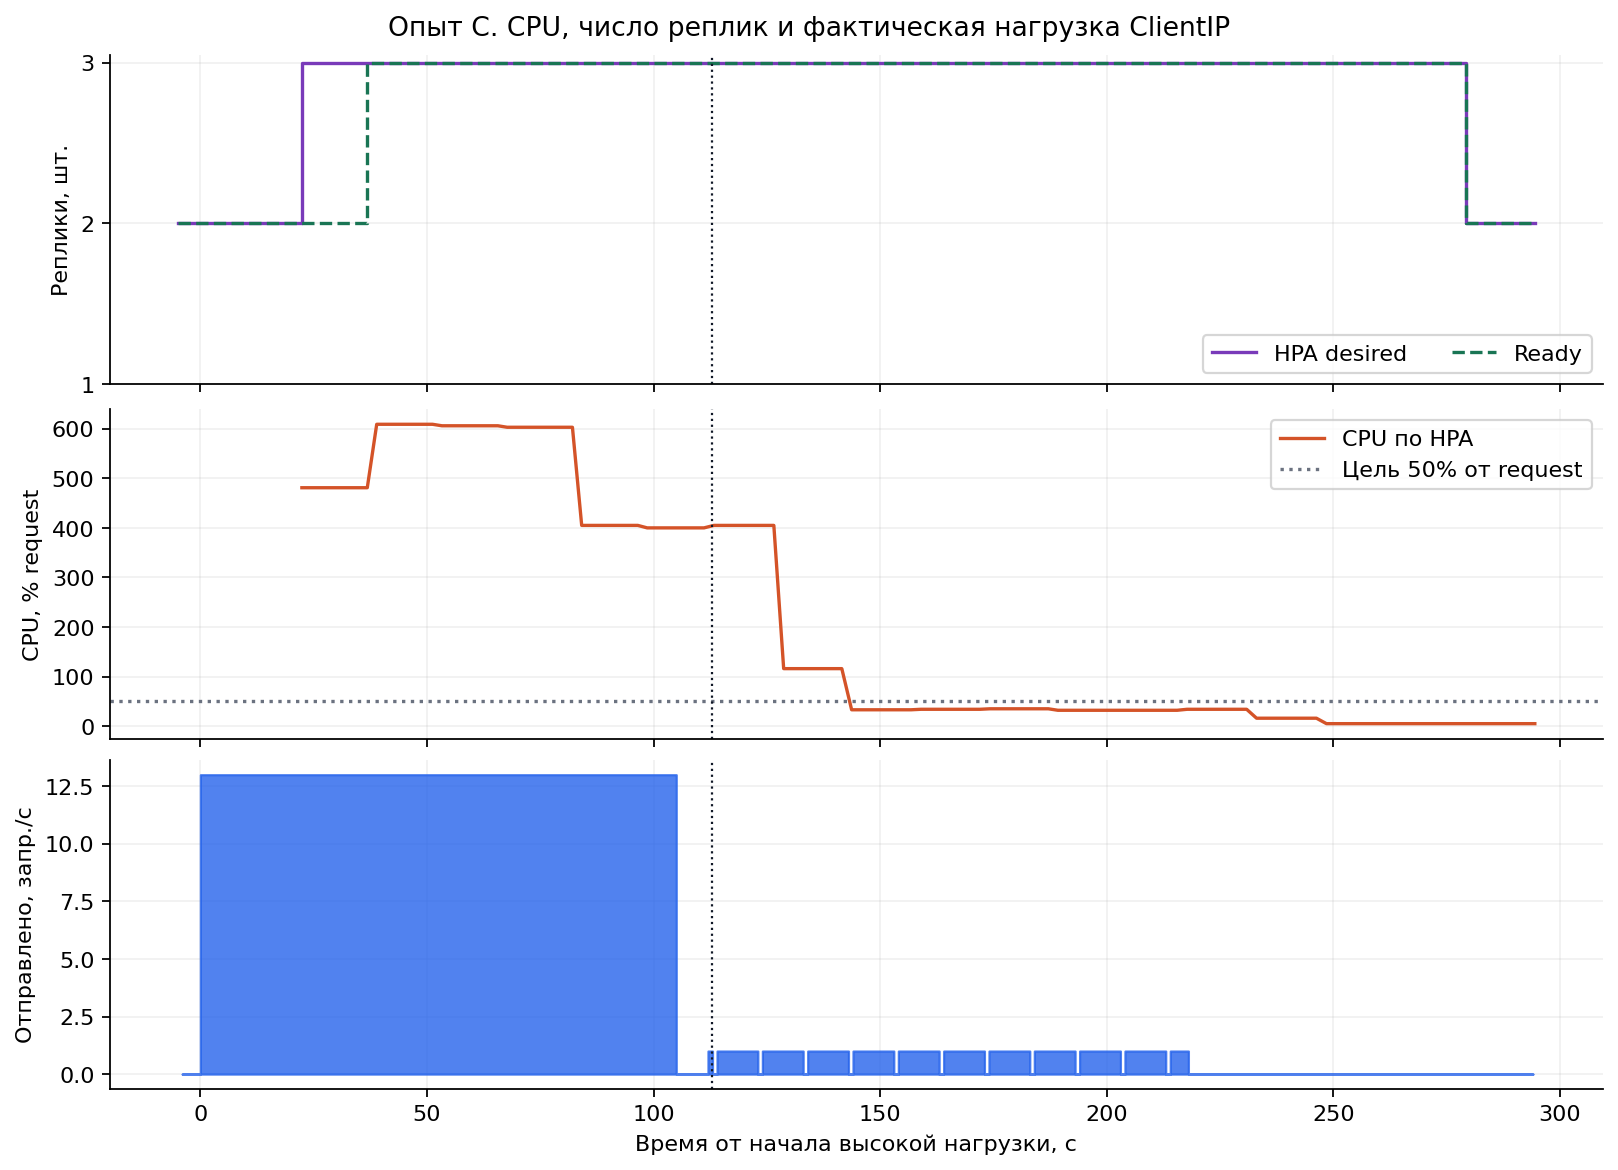 Опыт C. CPU, число реплик и фактическая нагрузка ClientIP
Реплики, шт.
3
2
1
HPA desired
Ready
CPU, % request
600
500
400
300
200
100
0
CPU по HPA
Цель 50% от request
Отправлено, запр./с
12.5
10.0
7.5
5.0
2.5
0.0
0 50 100 150 200 250 300
Время от начала высокой нагрузки, с